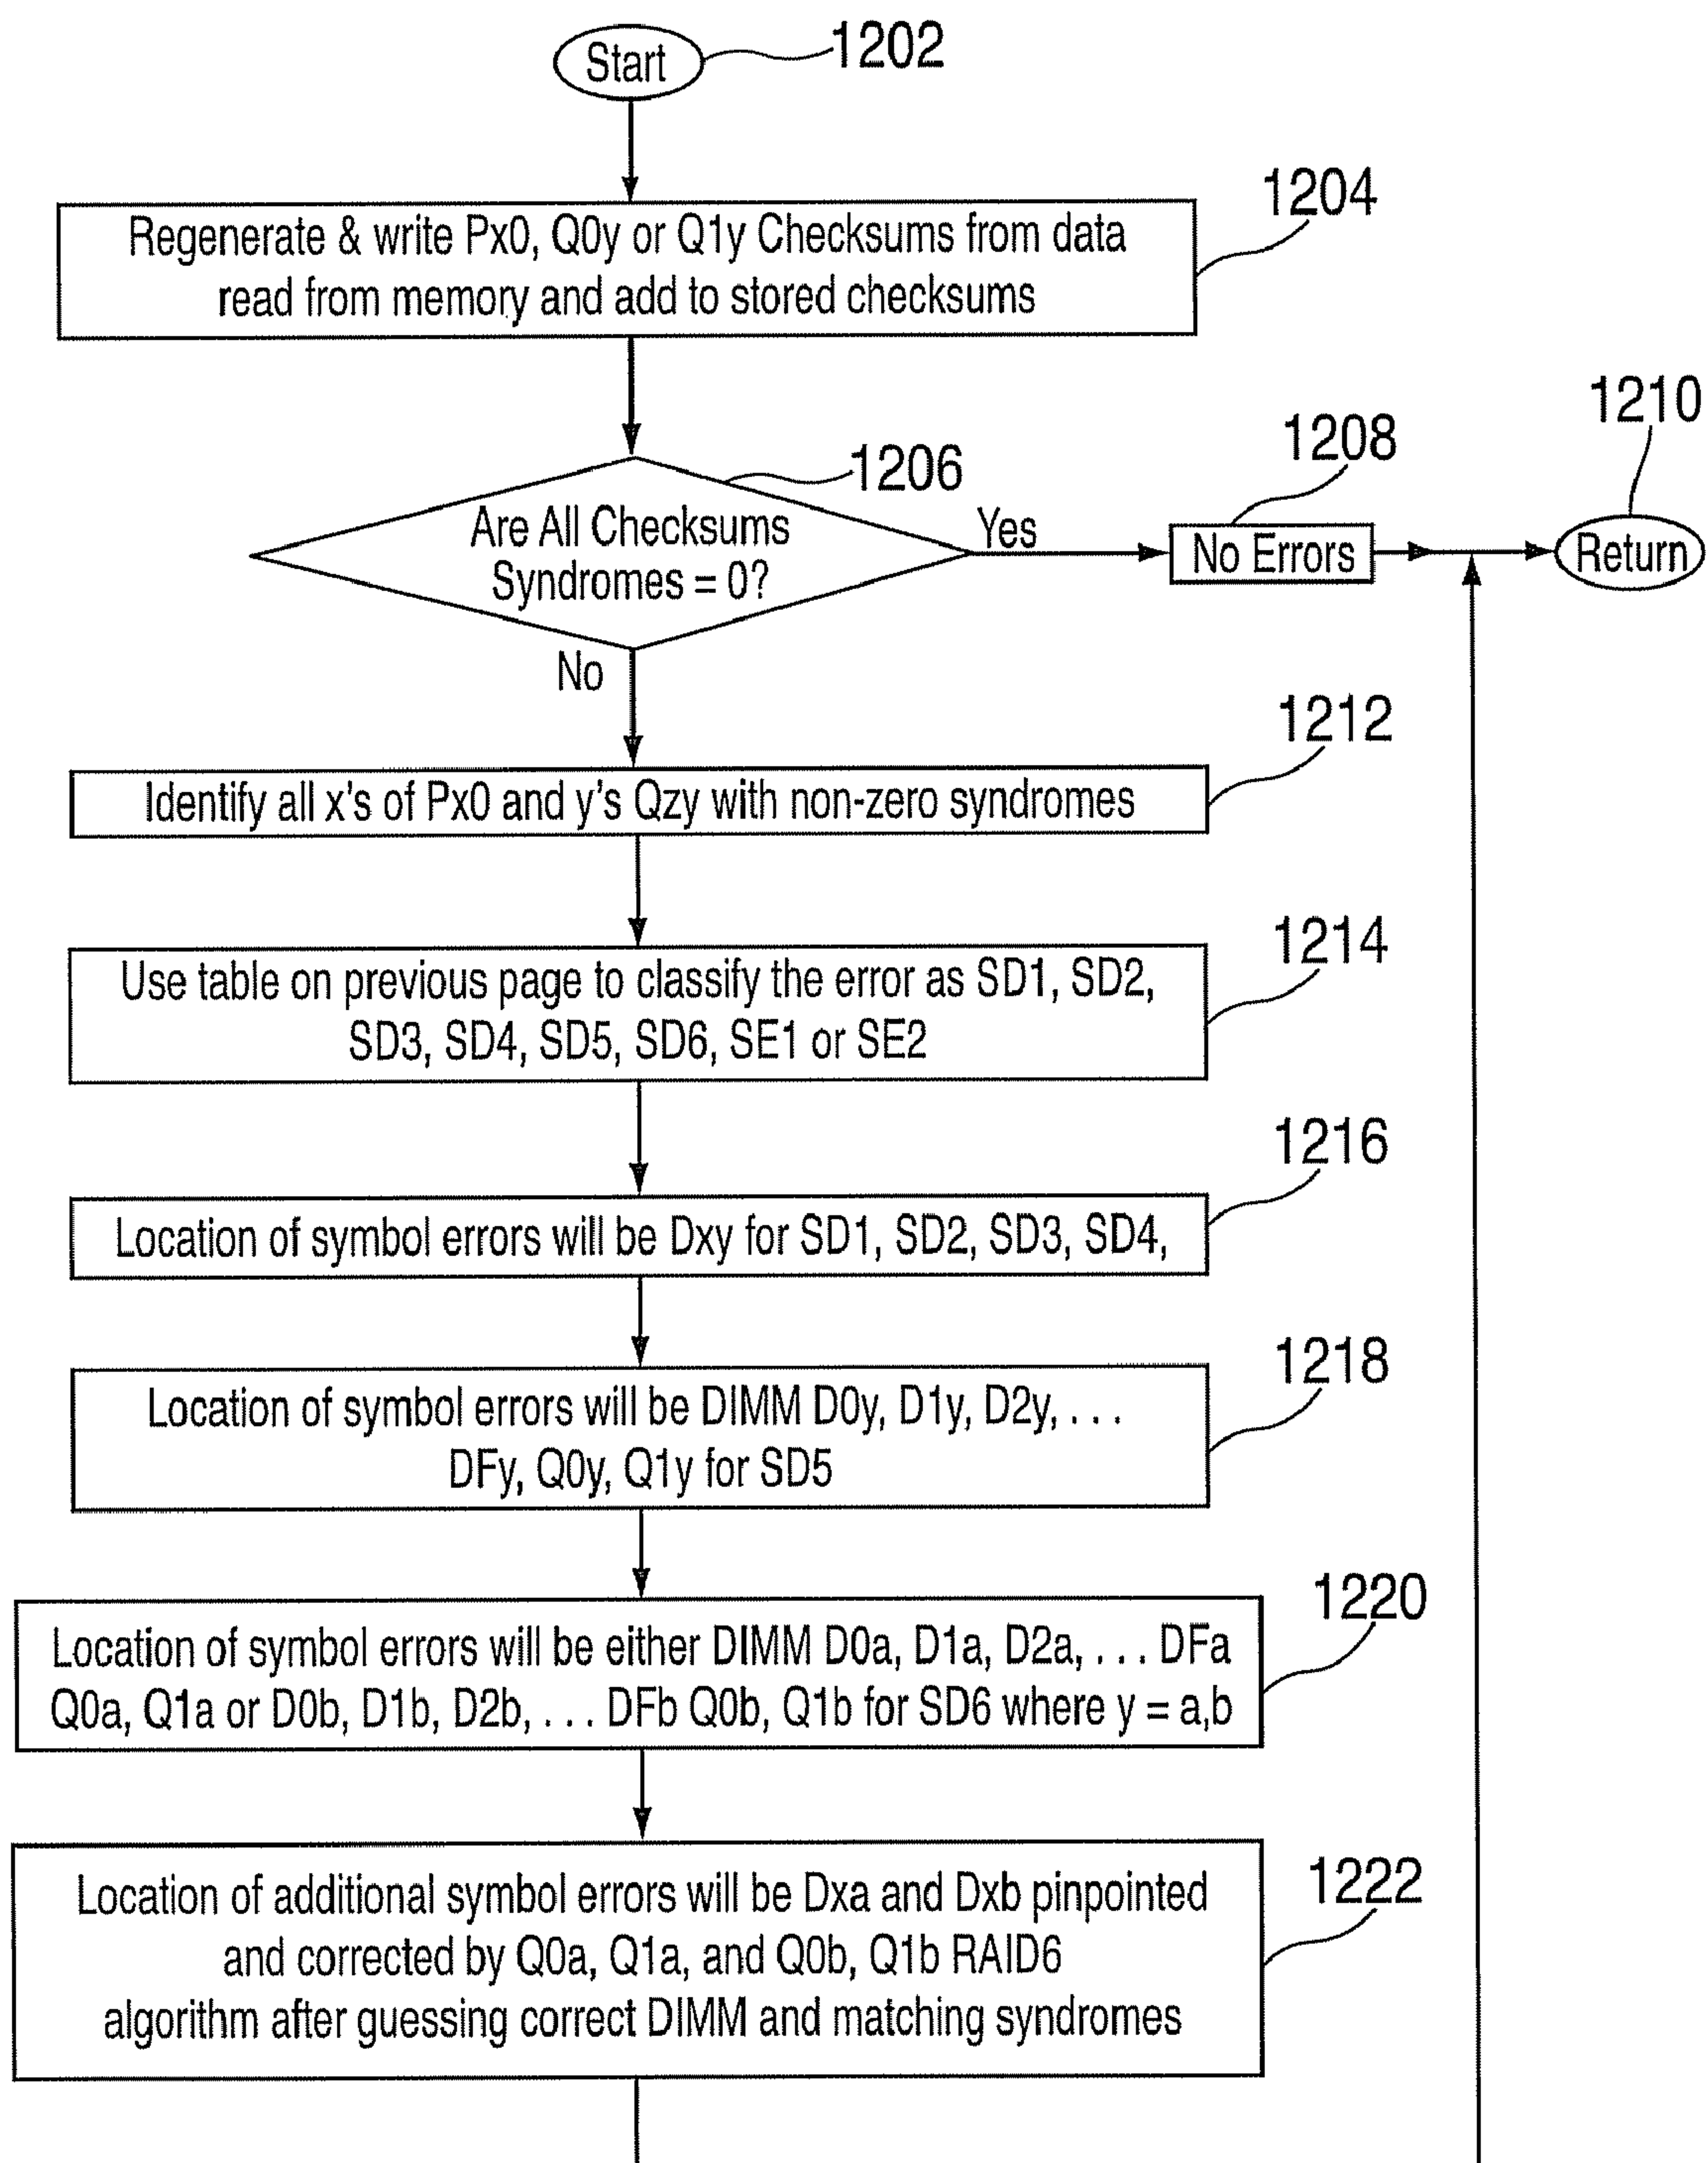 Start
1202
1204
Regenerate & write Px0, Q0y or Q1y Checksums from data
read from memory and add to stored checksums
1206
Are All Checksums
Syndromes = 0?
Yes
1208
No Errors
1210
Return
No
1212
Identify all x's of Px0 and y's Qzy with non-zero syndromes
1214
Use table on previous page to classify the error as SD1, SD2,
SD3, SD4, SD5, SD6, SE1 or SE2
1216
Location of symbol errors will be Dxy for SD1, SD2, SD3, SD4,
1218
Location of symbol errors will be DIMM D0y, D1y, D2y, . . .
DFy, Q0y, Q1y for SD5
1220
Location of symbol errors will be either DIMM D0a, D1a, D2a, . . . DFa
Q0a, Q1a or D0b, D1b, D2b, . . . DFb Q0b, Q1b for SD6 where y = a,b
1222
Location of additional symbol errors will be Dxa and Dxb pinpointed
and corrected by Q0a, Q1a, and Q0b, Q1b RAID6
algorithm after guessing correct DIMM and matching syndromes